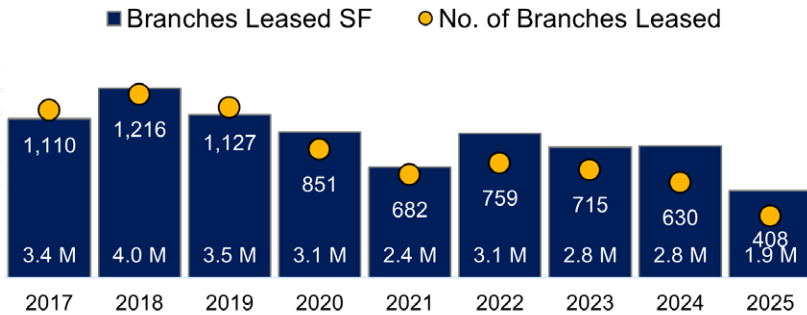 Branches Leased SF No. of Branches Leased
1,110 1,216 1,127 851 682 759 715 630 408
3.4 M 4.0 M 3.5 M 3.1 M 2.4 M 3.1 M 2.8 M 2.8 M 1.9 M
2017 2018 2019 2020 2021 2022 2023 2024 2025